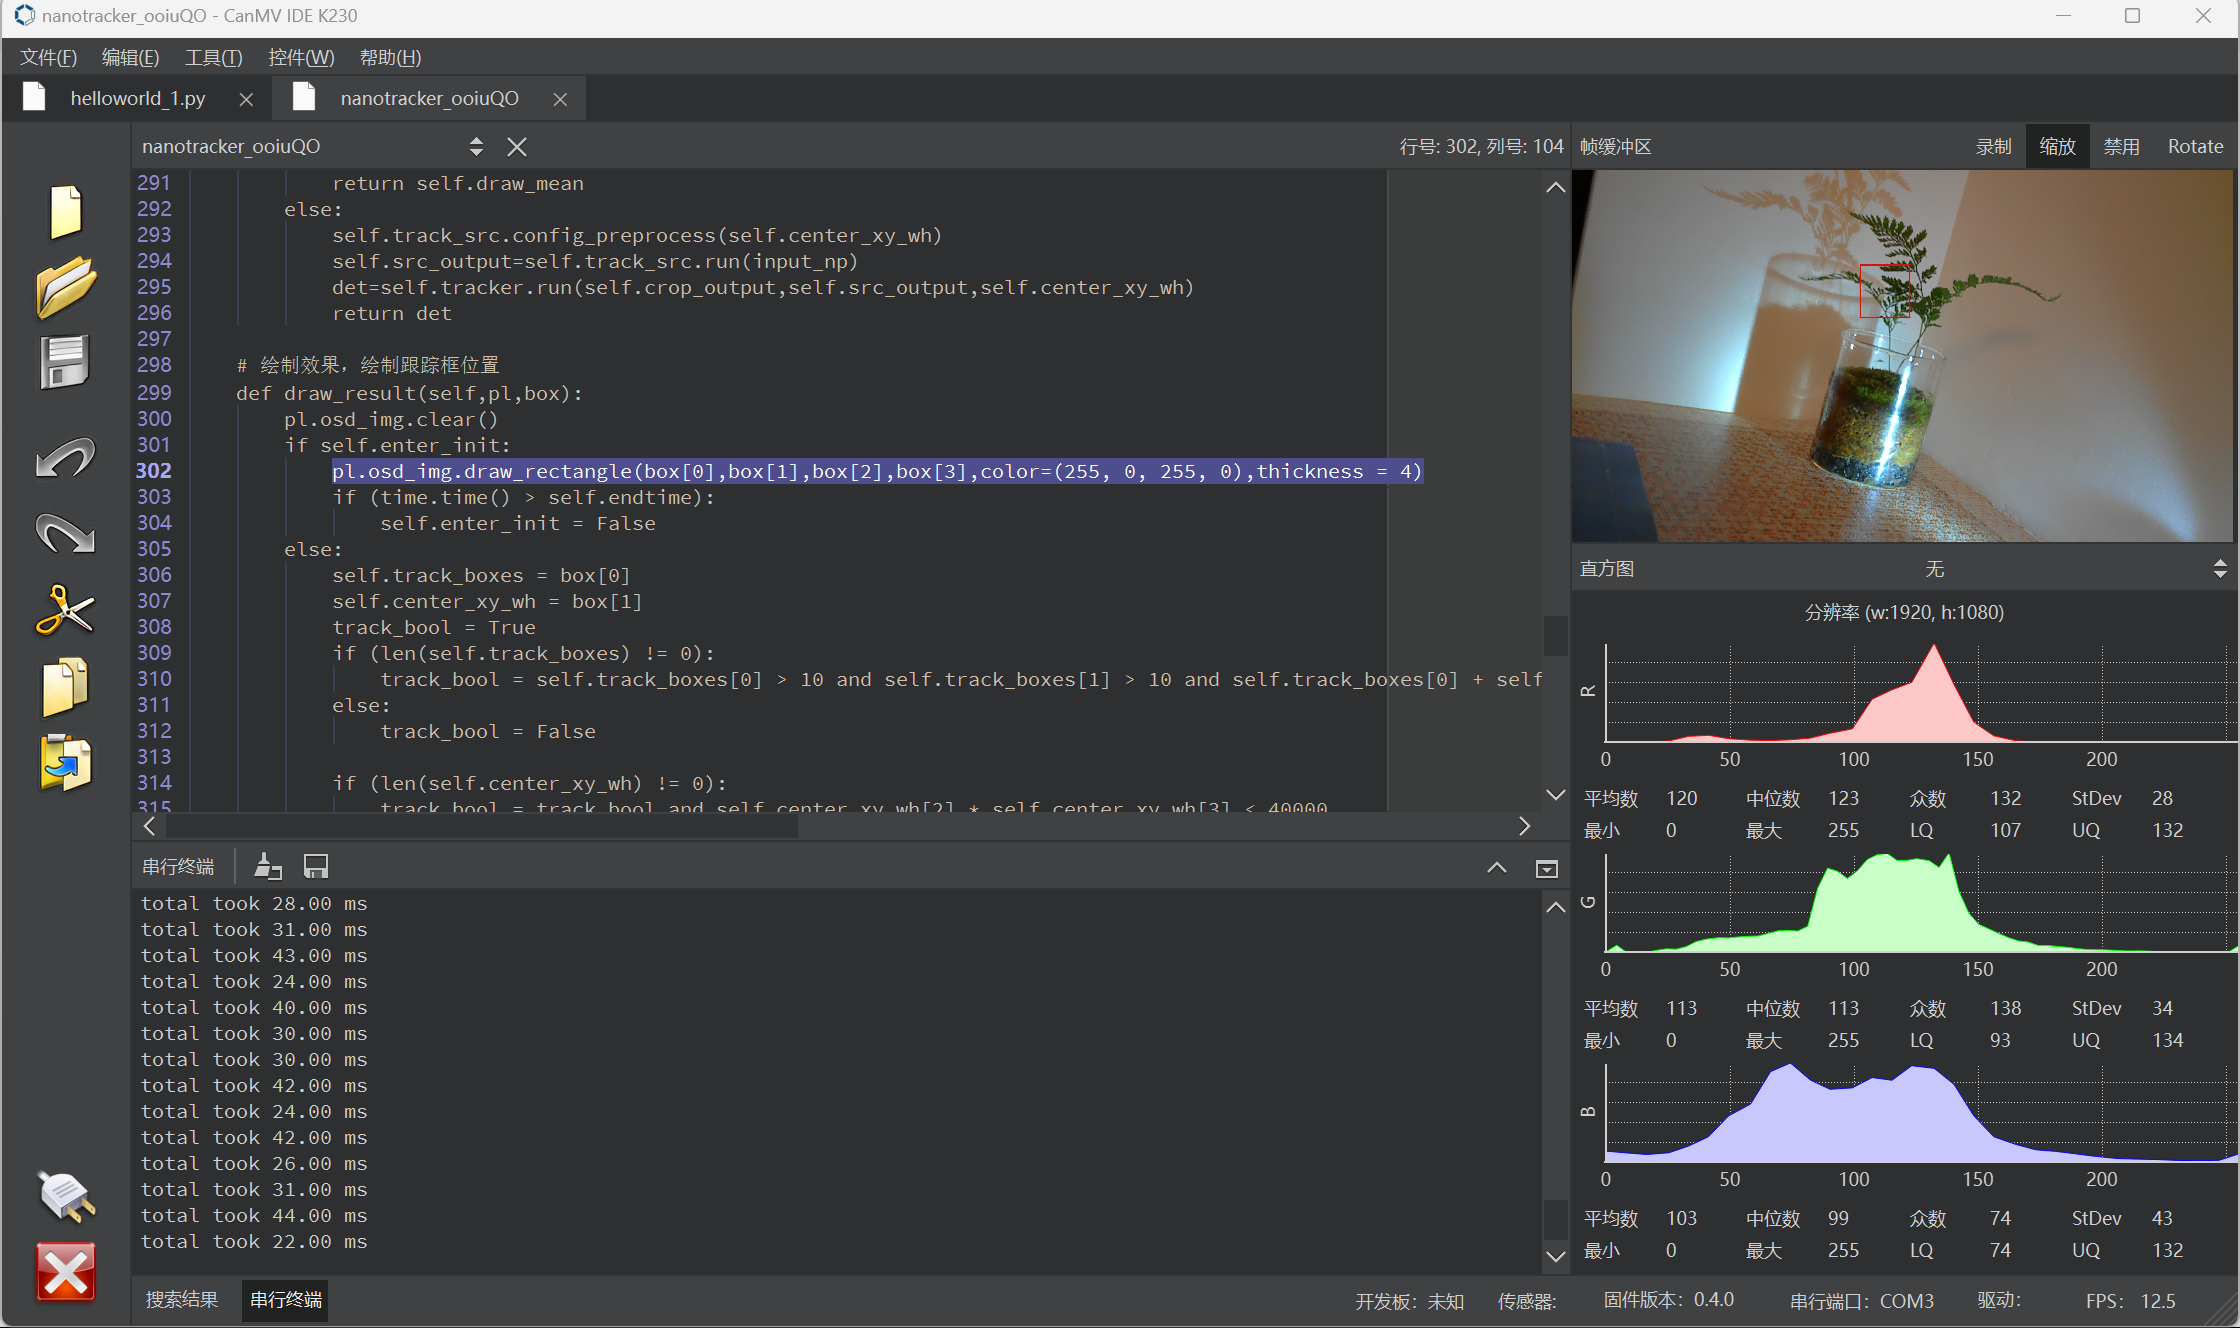 nanotracker_ooiuQO - CanMV IDE K230
文件(F) 编辑(E) 工具(T) 控件(W) 帮助(H)
helloworld_1.py nanotracker_ooiuQO
nanotracker_ooiuQO 行号: 302, 列号: 104
291 return self.draw_mean
292 else:
293 self.track_src.config_preprocess(self.center_xy_wh)
294 self.src_output=self.track_src.run(input_np)
295 det=self.tracker.run(self.crop_output,self.src_output,self.center_xy_wh)
296 return det
297
298 # 绘制效果，绘制跟踪框位置
299 def draw_result(self,pl,box):
300 pl.osd_img.clear()
301 if self.enter_init:
302 pl.osd_img.draw_rectangle(box[0],box[1],box[2],box[3],color=(255, 0, 255, 0),thickness = 4)
303 if (time.time() > self.endtime):
304 self.enter_init = False
305 else:
306 self.track_boxes = box[0]
307 self.center_xy_wh = box[1]
308 track_bool = True
309 if (len(self.track_boxes) != 0):
310 track_bool = self.track_boxes[0] > 10 and self.track_boxes[1] > 10 and self.track_boxes[0] + self
311 else:
312 track_bool = False
313
314 if (len(self.center_xy_wh) != 0):
315 track_bool = track_bool and self.center_xy_wh[2] * self.center_xy_wh[3] < 40000
串行终端
total took 28.00 ms
total took 31.00 ms
total took 43.00 ms
total took 24.00 ms
total took 40.00 ms
total took 30.00 ms
total took 30.00 ms
total took 42.00 ms
total took 24.00 ms
total took 42.00 ms
total took 26.00 ms
total took 31.00 ms
total took 44.00 ms
total took 22.00 ms
搜索结果 串行终端
帧缓冲区 录制 缩放 禁用 Rotate
直方图 无
分辨率 (w:1920, h:1080)
R
0 50 100 150 200
平均数 120 中位数 123 众数 132 StDev 28
最小 0 最大 255 LQ 107 UQ 132
G
0 50 100 150 200
平均数 113 中位数 113 众数 138 StDev 34
最小 0 最大 255 LQ 93 UQ 134
B
0 50 100 150 200
平均数 103 中位数 99 众数 74 StDev 43
最小 0 最大 255 LQ 74 UQ 132
开发板: 未知 传感器: 固件版本: 0.4.0 串行端口: COM3 驱动: FPS: 12.5